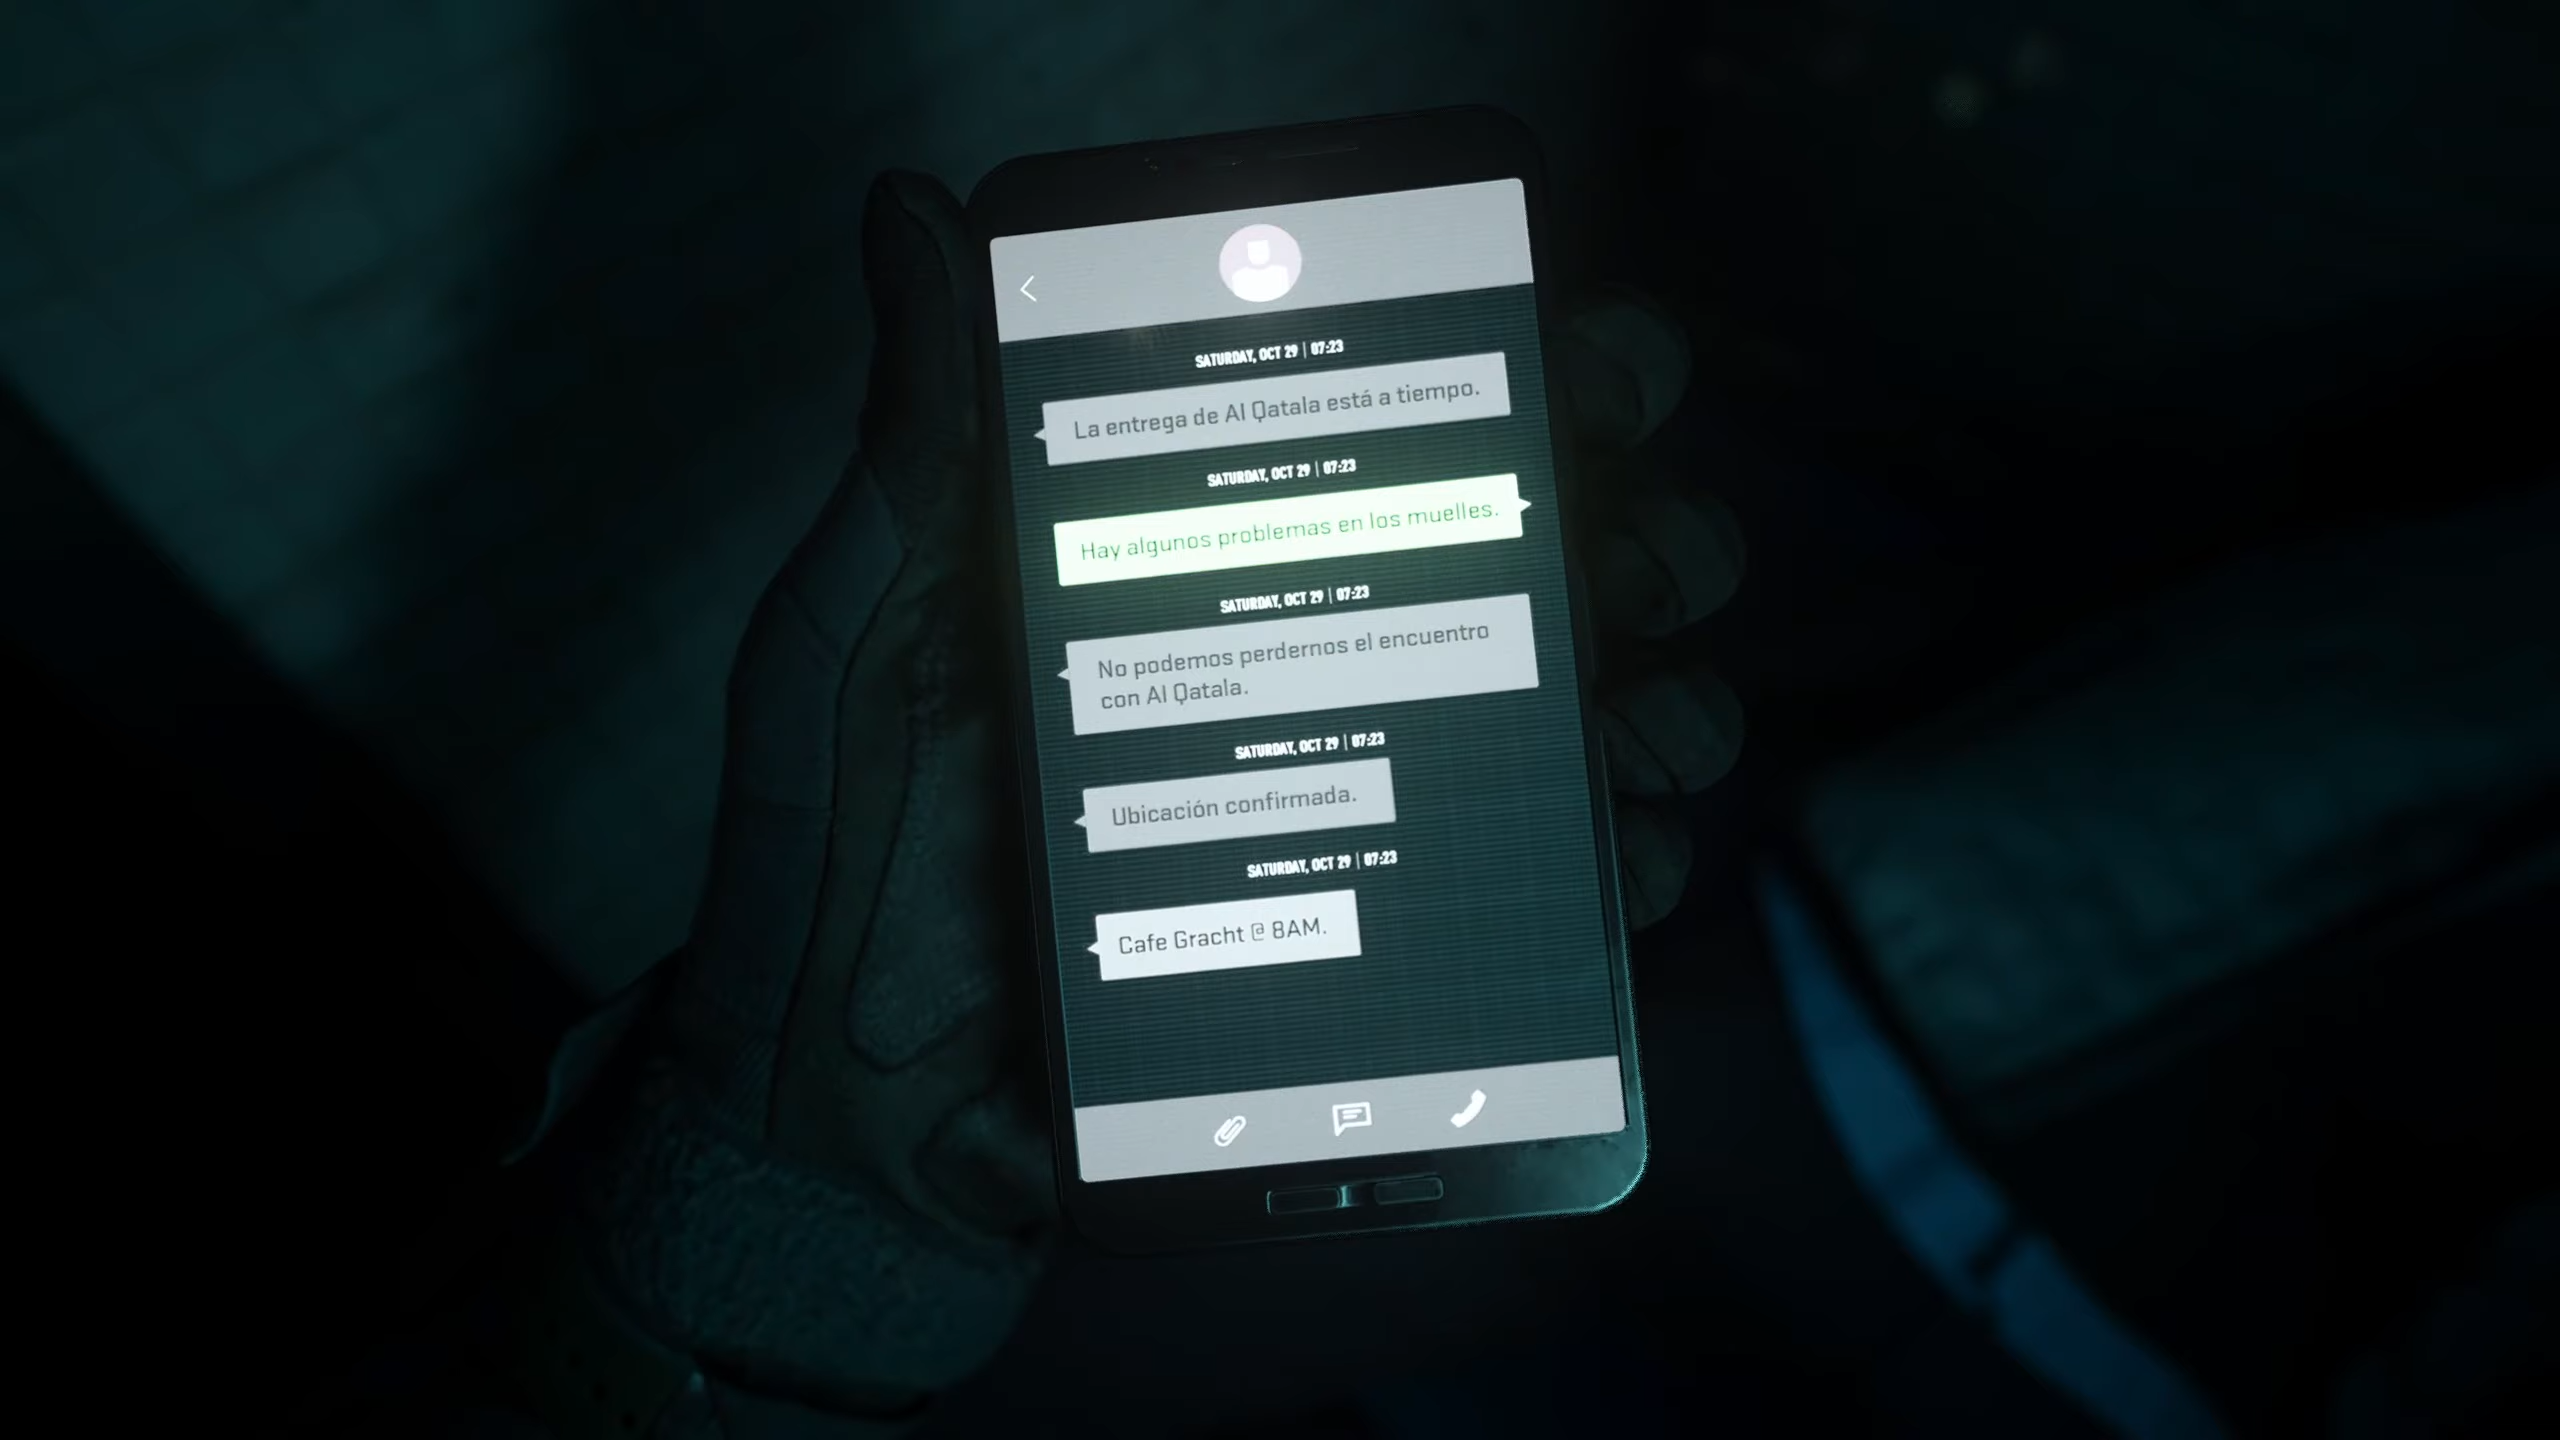 SATURDAY, OCT 29 | 07:23
La entrega de Al Qatala está a tiempo.
SATURDAY, OCT 29 | 07:23
Hay algunos problemas en los muelles.
SATURDAY, OCT 29 | 07:23
No podemos perdernos el encuentro
con Al Qatala.
SATURDAY, OCT 29 | 07:23
Ubicación confirmada.
SATURDAY, OCT 29 | 07:23
Cafe Gracht @ 8AM.